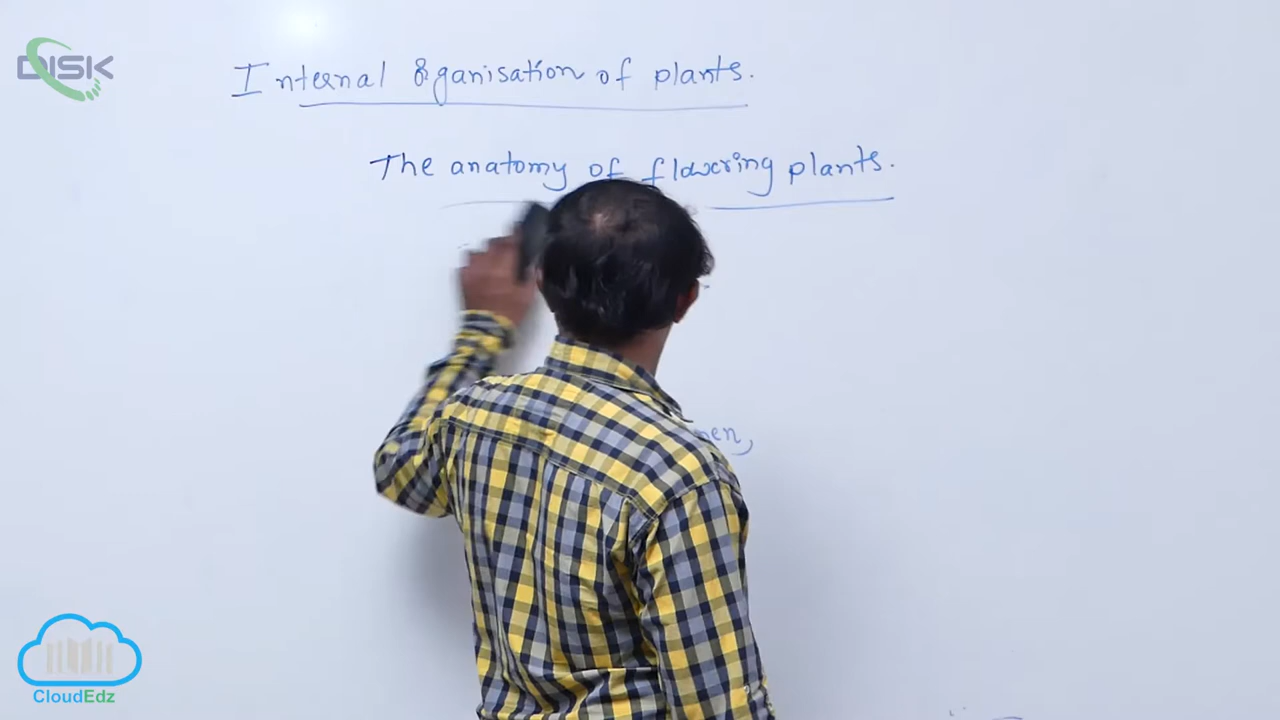 DISK
Internal organisation of plants.
The anatomy of flowering plants.
CloudEdz